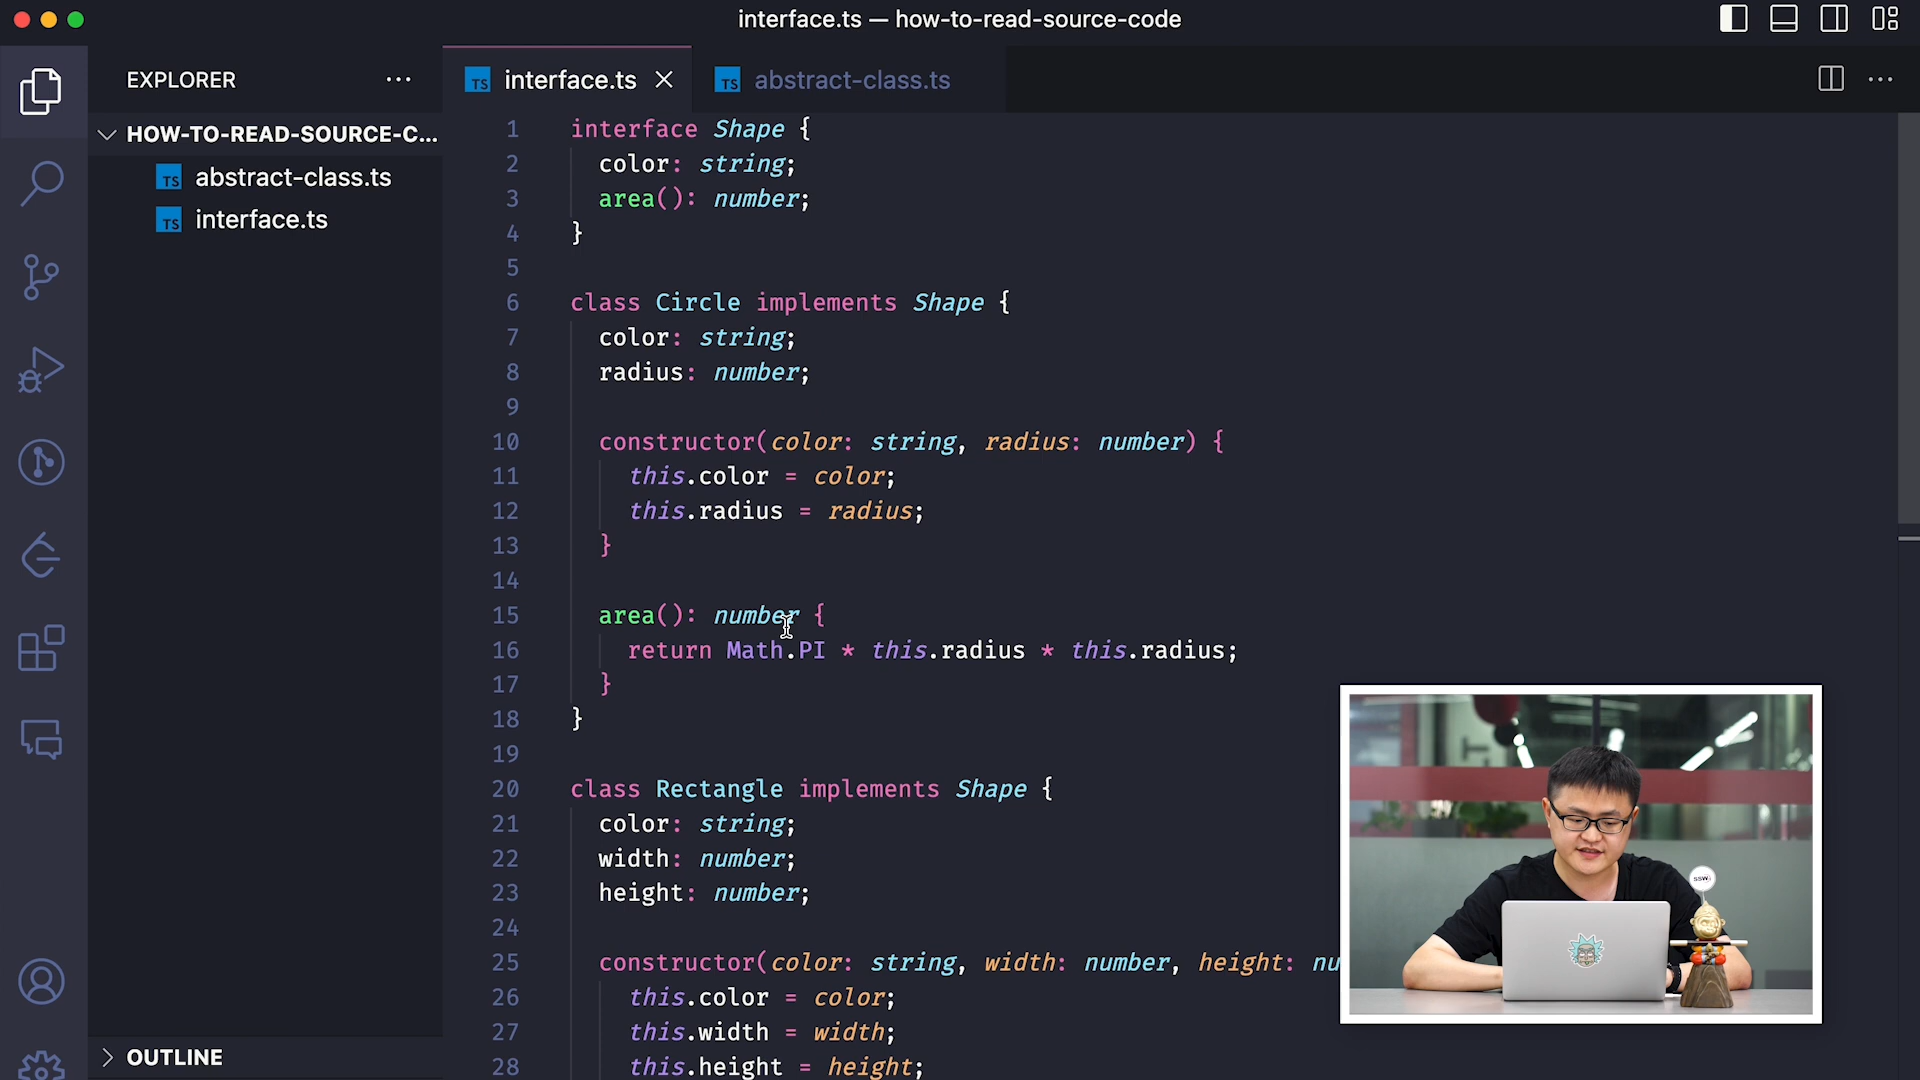 interface.ts — how-to-read-source-code
EXPLORER
HOW-TO-READ-SOURCE-C...
TS abstract-class.ts
TS interface.ts
OUTLINE
TS interface.ts
TS abstract-class.ts
1 interface Shape {
2 color: string;
3 area(): number;
4 }
5
6 class Circle implements Shape {
7 color: string;
8 radius: number;
9
10 constructor(color: string, radius: number) {
11 this.color = color;
12 this.radius = radius;
13 }
14
15 area(): number {
16 return Math.PI * this.radius * this.radius;
17 }
18 }
19
20 class Rectangle implements Shape {
21 color: string;
22 width: number;
23 height: number;
24
25 constructor(color: string, width: number, height: nu
26 this.color = color;
27 this.width = width;
28 this.height = height;
SSW